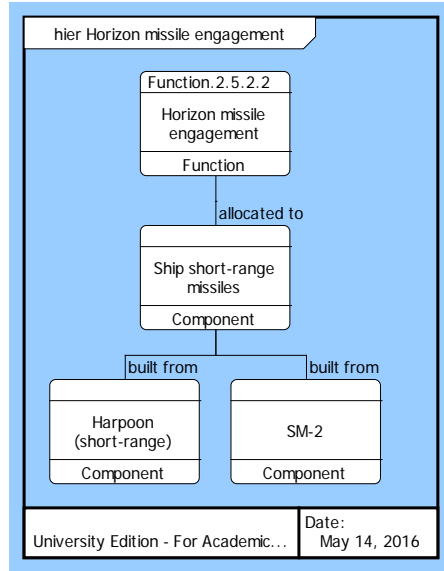 hier Horizon missile engagement
Function.2.5.2.2
Horizon missile
engagement
Function
allocated to
Ship short-range
missiles
Component
built from
built from
Harpoon
(short-range)
Component
SM-2
Component
University Edition - For Academic...
Date:
May 14, 2016